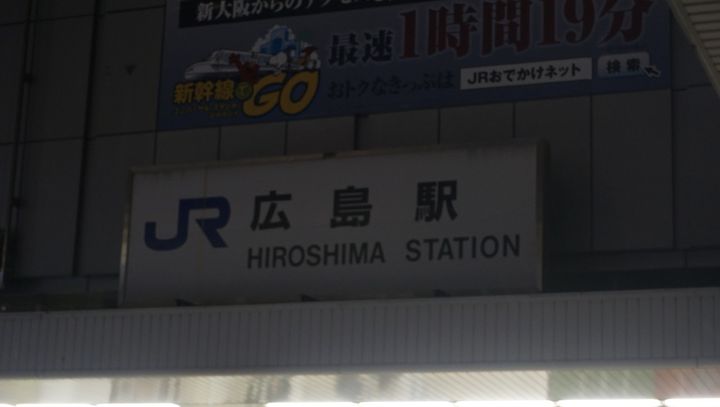 新大阪からの
最速1時間19分
新幹線でGO
おトクなきっぷは JRおでかけネット 検索
JR 広島駅
HIROSHIMA STATION